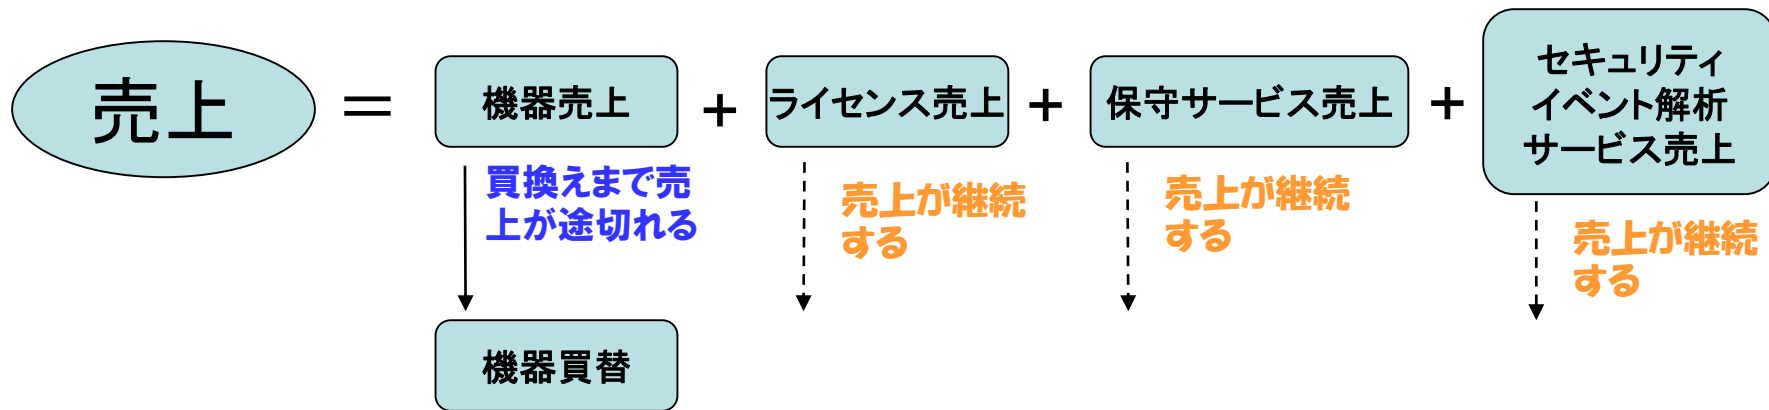 売上
＝
機器売上
+
ライセンス売上
+
保守サービス売上
+
セキュリティ
イベント解析
サービス売上
買換えまで売
上が途切れる
売上が継続
する
売上が継続
する
売上が継続
する
機器買替